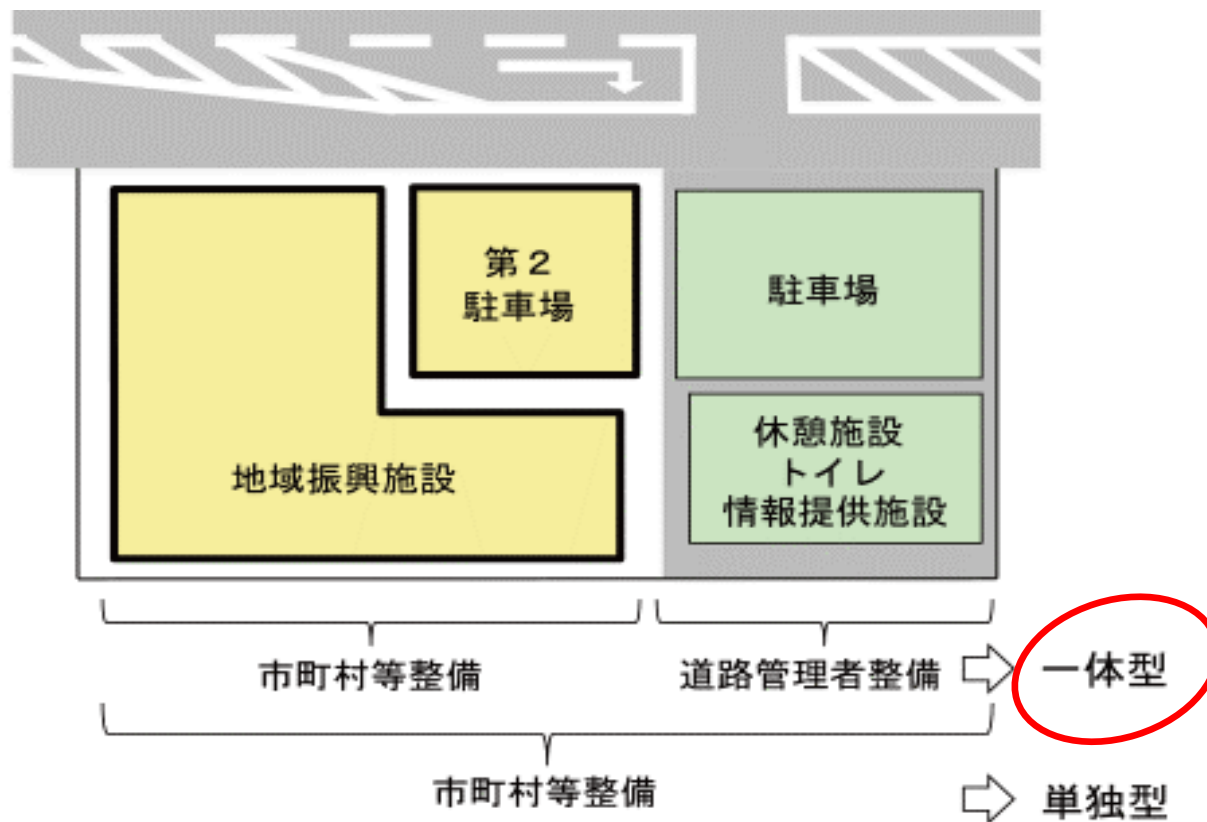 第２
駐車場
駐車場
地域振興施設
休憩施設
トイレ
情報提供施設
市町村等整備
道路管理者整備
一体型
市町村等整備
単独型